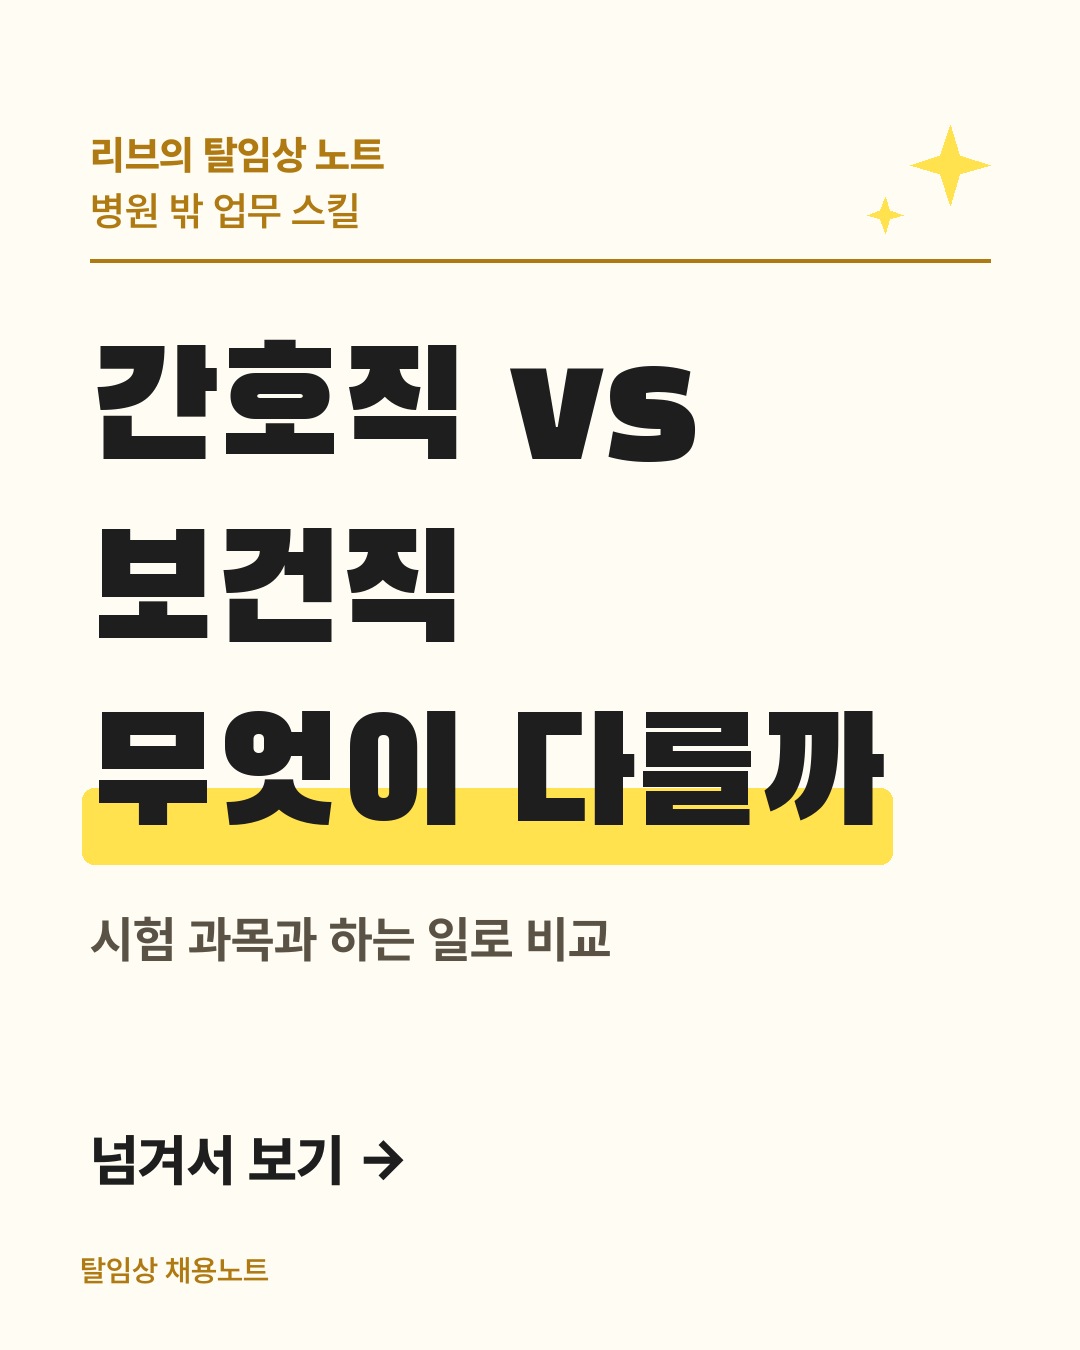 리브의 탈임상 노트
병원 밖 업무 스킬
간호직 vs
보건직
무엇이 다를까
시험 과목과 하는 일로 비교
넘겨서 보기 →
탈임상 채용노트